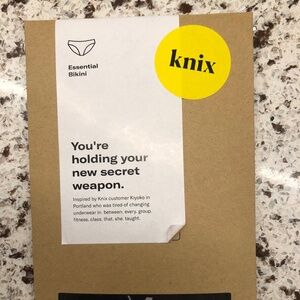 Essential
Bikini
knix
You're
holding your
new secret
weapon.
Inspired by Knix customer Kiyoko in
Portland who was tired of changing
underwear in. between. every. group.
fitness. class. that. she. taught.